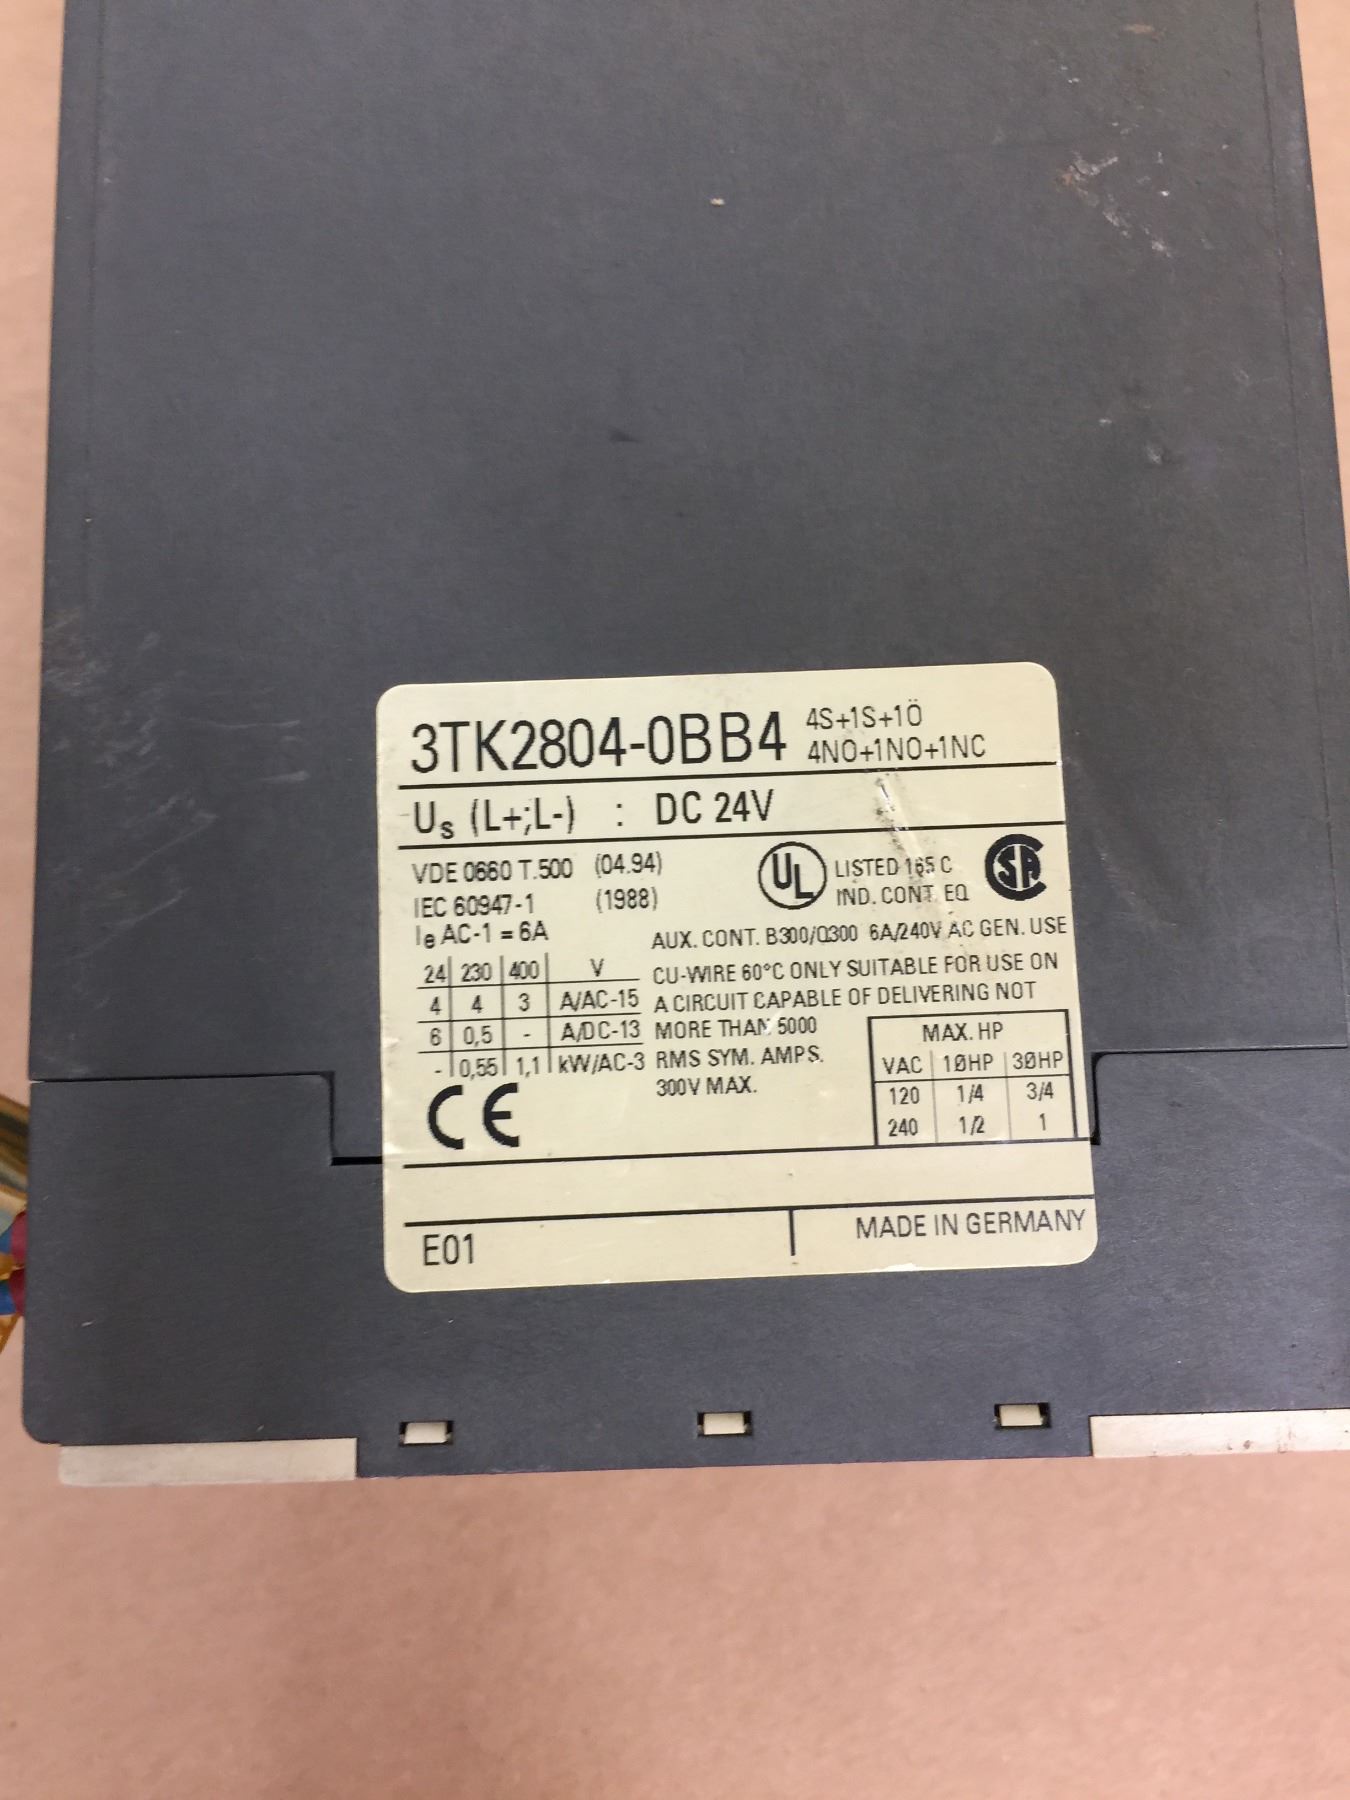 3TK2804-0BB4 4S+1S+1Ö
4NO+1NO+1NC
Us (L+;L-) : DC 24V
VDE 0660 T.500 (04.94)
IEC 60947-1 (1988)
Ie AC-1 = 6A
UL LISTED 165 C
IND. CONT. EQ
SA
AUX. CONT. B300/Q300 6A/240V AC GEN. USE
CU-WIRE 60°C ONLY SUITABLE FOR USE ON
A CIRCUIT CAPABLE OF DELIVERING NOT
MORE THAN 5000
RMS SYM. AMPS.
300V MAX.
24 230 400 V
4 4 3 A/AC-15
6 0,5 - A/DC-13
- 0,55 1,1 kW/AC-3
MAX. HP
VAC 1ØHP 3ØHP
120 1/4 3/4
240 1/2 1
CE
E01
MADE IN GERMANY